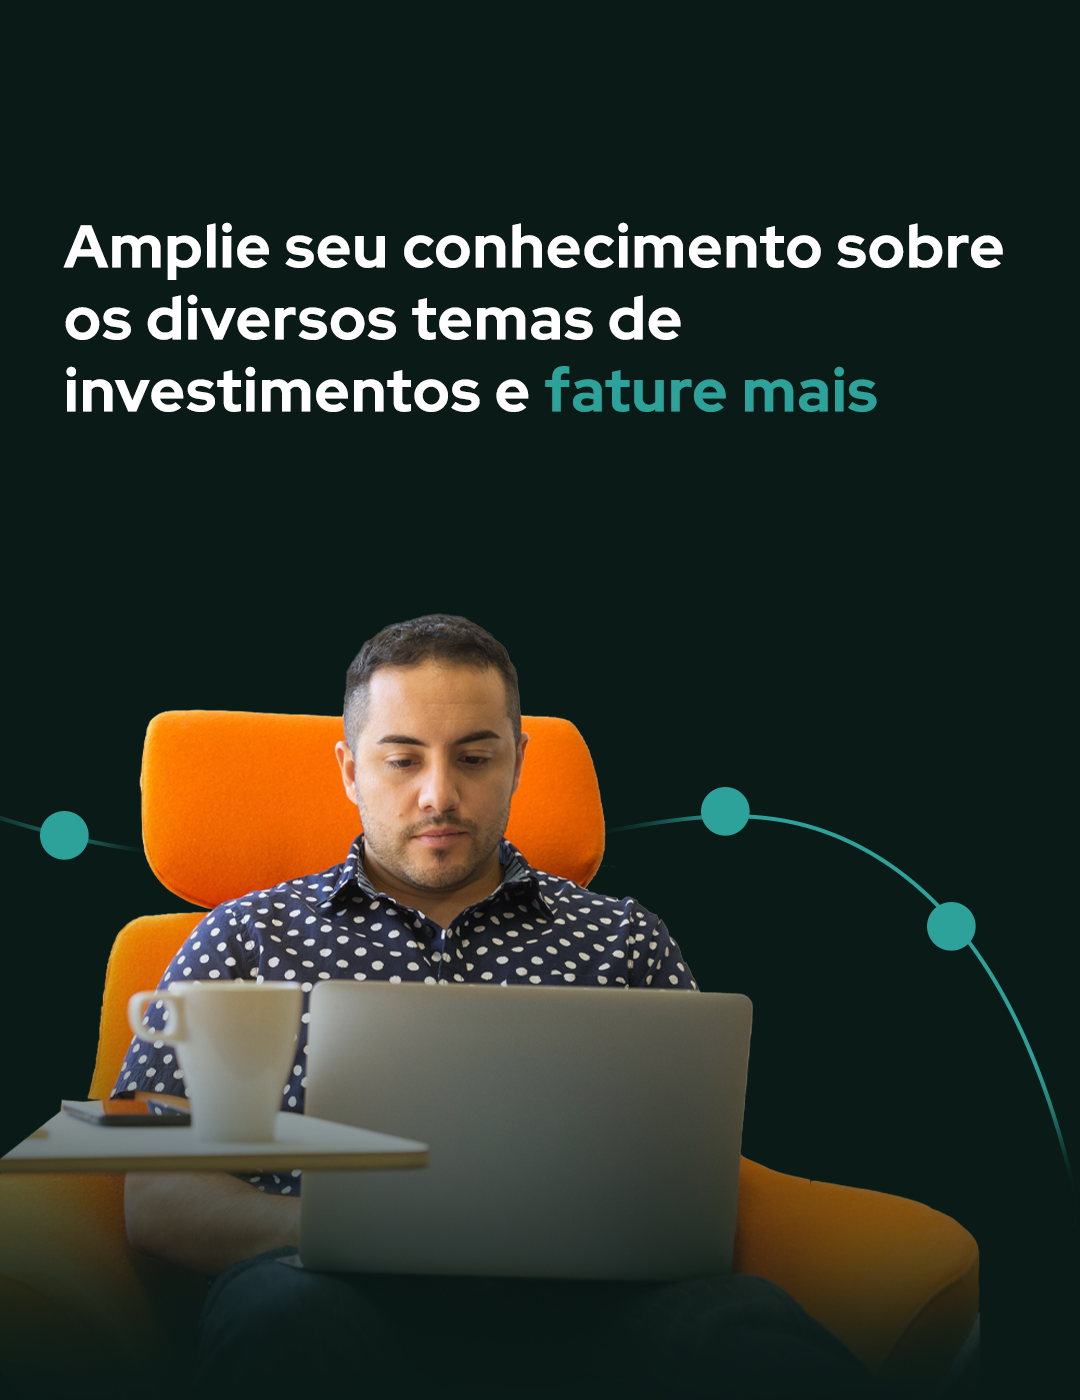 Amplie seu conhecimento sobre
os diversos temas de
investimentos e fature mais